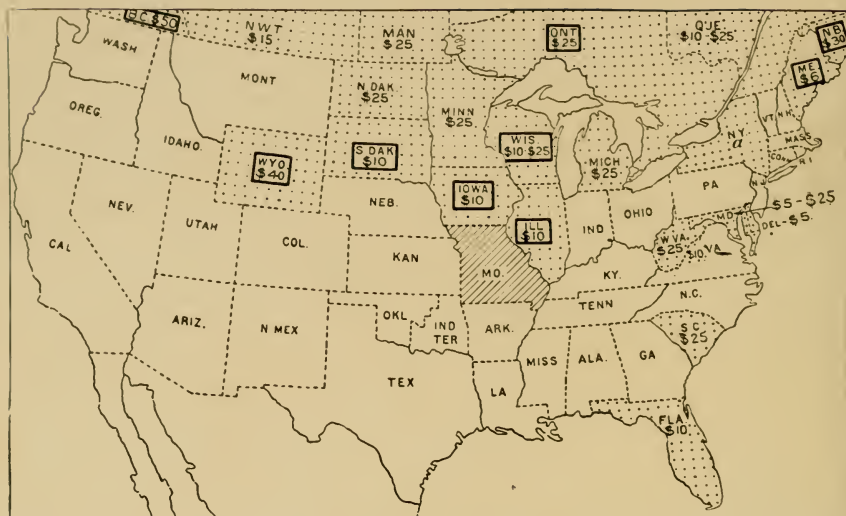 BC $50
NWT
$15
MAN
$25
ONT
$25
QUE
$10-$25
NB
$30
WASH
MONT
N DAK
$25
MINN
$25
ME
$6
OREG.
IDAHO.
WYO
$40
S DAK
$10
WIS
$10-$25
MICH
$25
NY
a
VT.
N.H.
MASS
CONN
R.I.
NEV.
UTAH
NEB.
IOWA
$10
ILL
$10
IND
OHIO
PA
N.J.
MD.
$5-$25
DEL-$5.
CAL
COL.
KAN
MO.
KY.
W VA
$25
VA
$10.
ARIZ.
N MEX
OKL
IND
TER
ARK.
TENN
N.C.
S C
$25
TEX
LA
MISS
ALA.
GA
FLA
$10